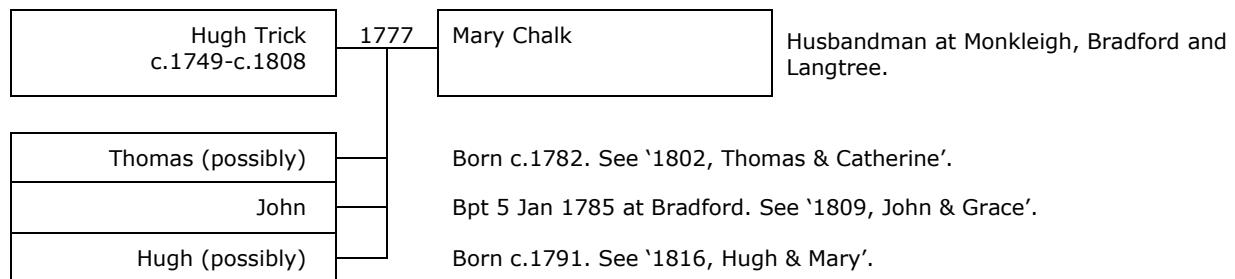 Hugh Trick
c.1749-c.1808
1777
Mary Chalk
Husbandman at Monkleigh, Bradford and
Langtree.
Thomas (possibly)
Born c.1782. See ‘1802, Thomas & Catherine’.
John
Bpt 5 Jan 1785 at Bradford. See ‘1809, John & Grace’.
Hugh (possibly)
Born c.1791. See ‘1816, Hugh & Mary’.